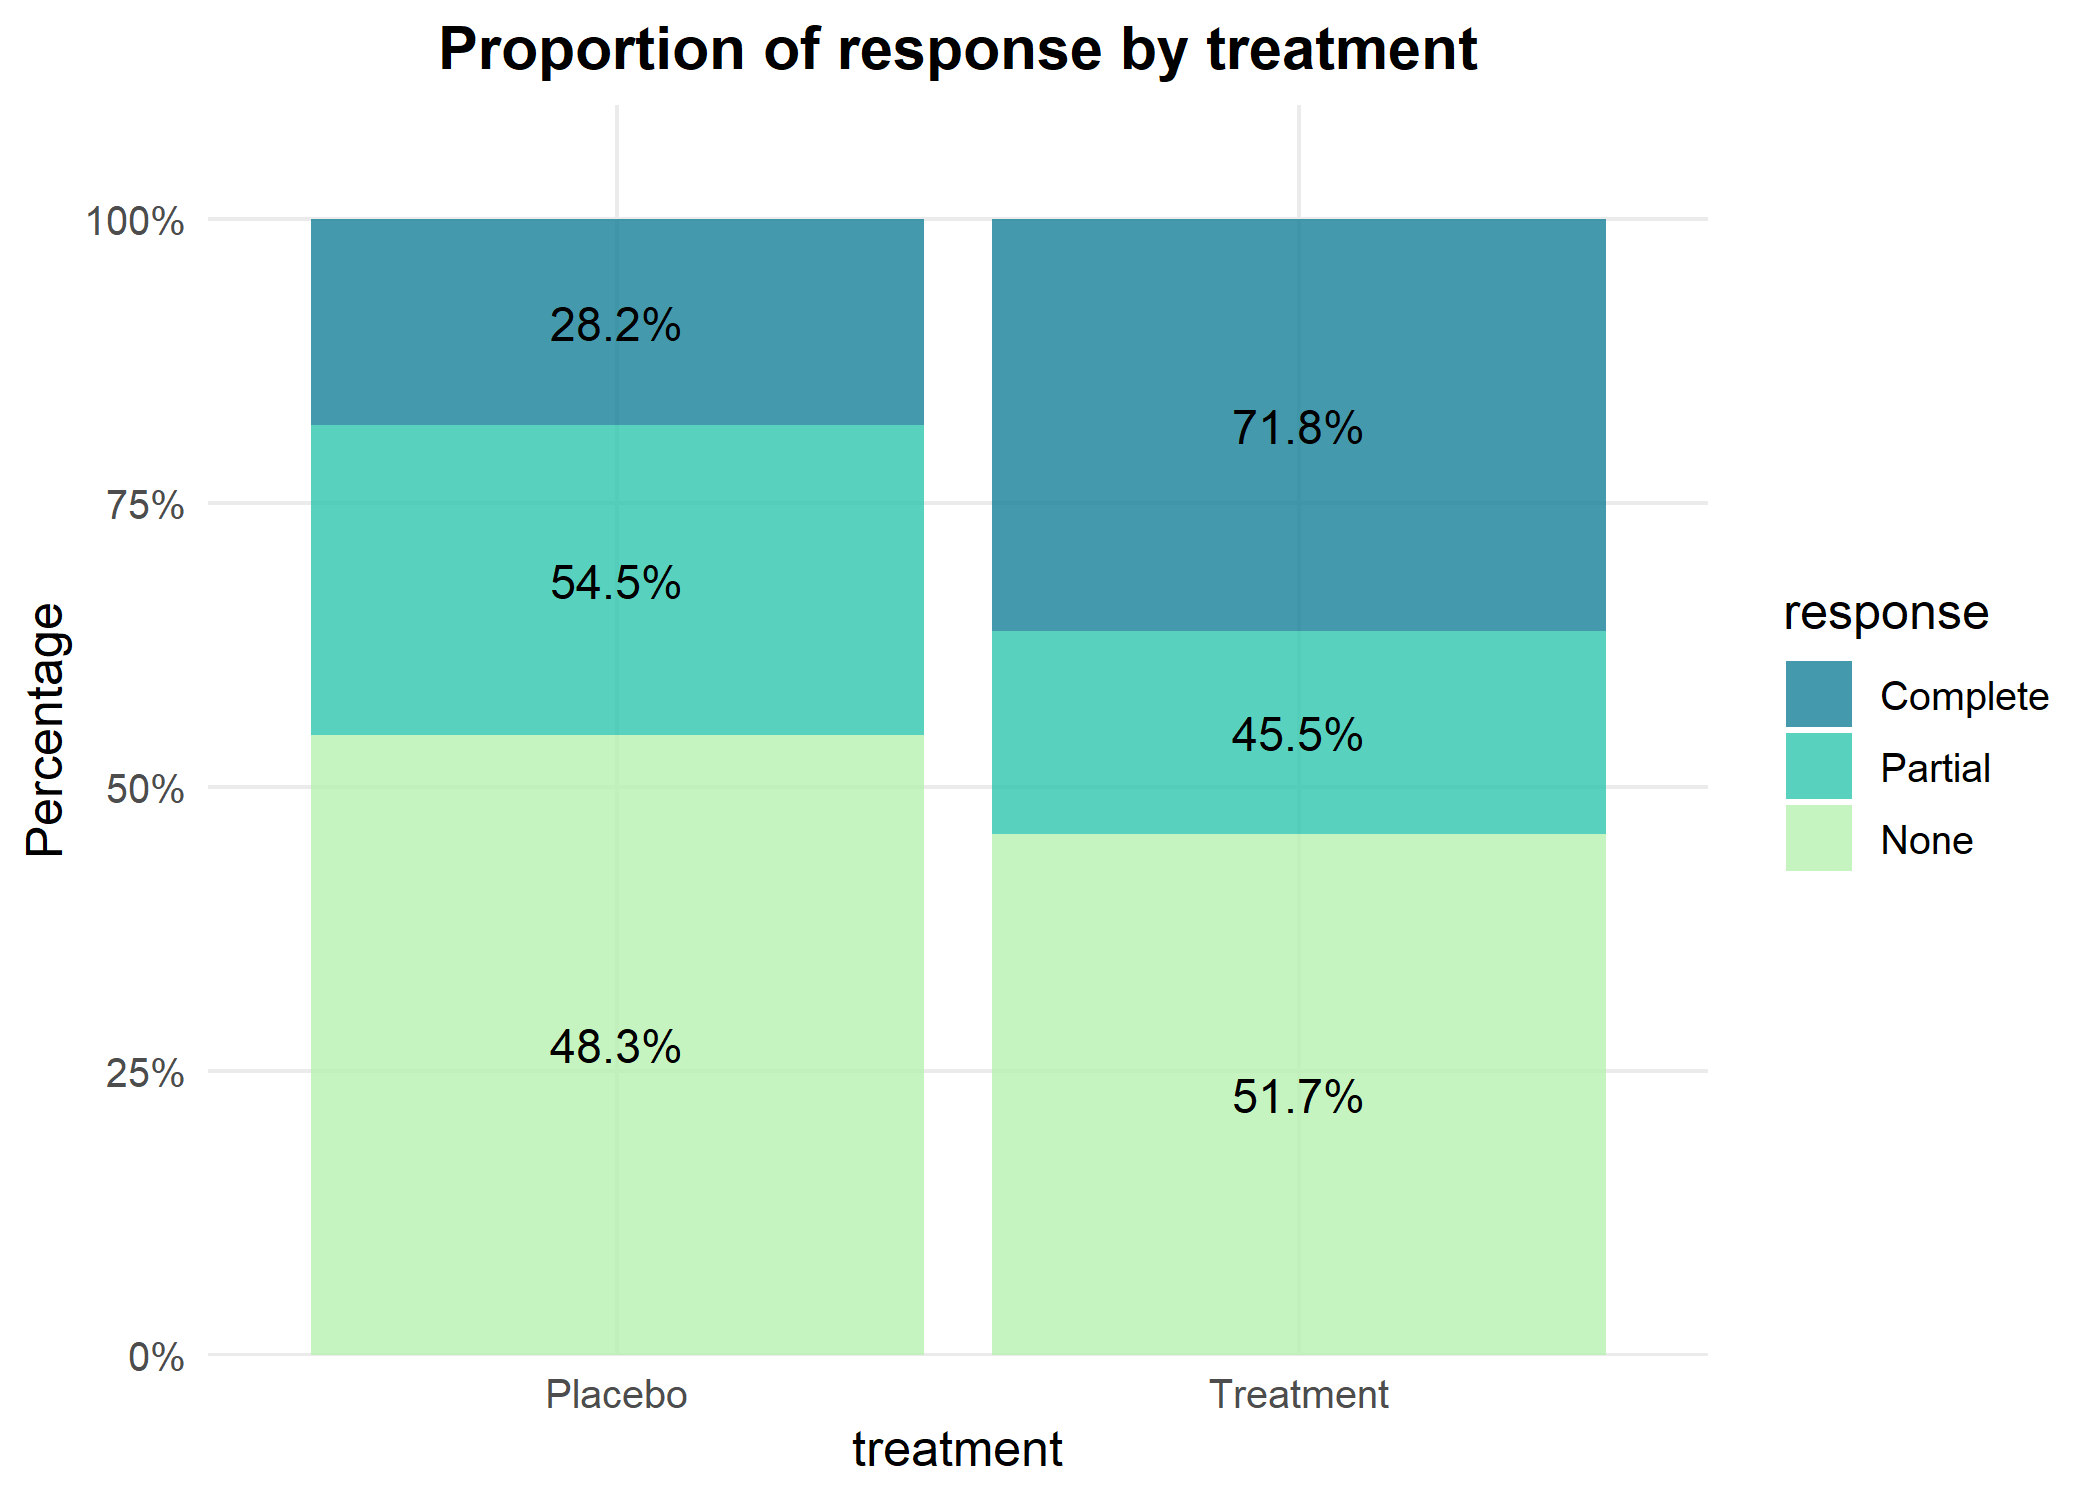 Proportion of response by treatment
Percentage
100%
75%
50%
25%
0%
28.2%
54.5%
48.3%
71.8%
45.5%
51.7%
Placebo
Treatment
treatment
response
Complete
Partial
None